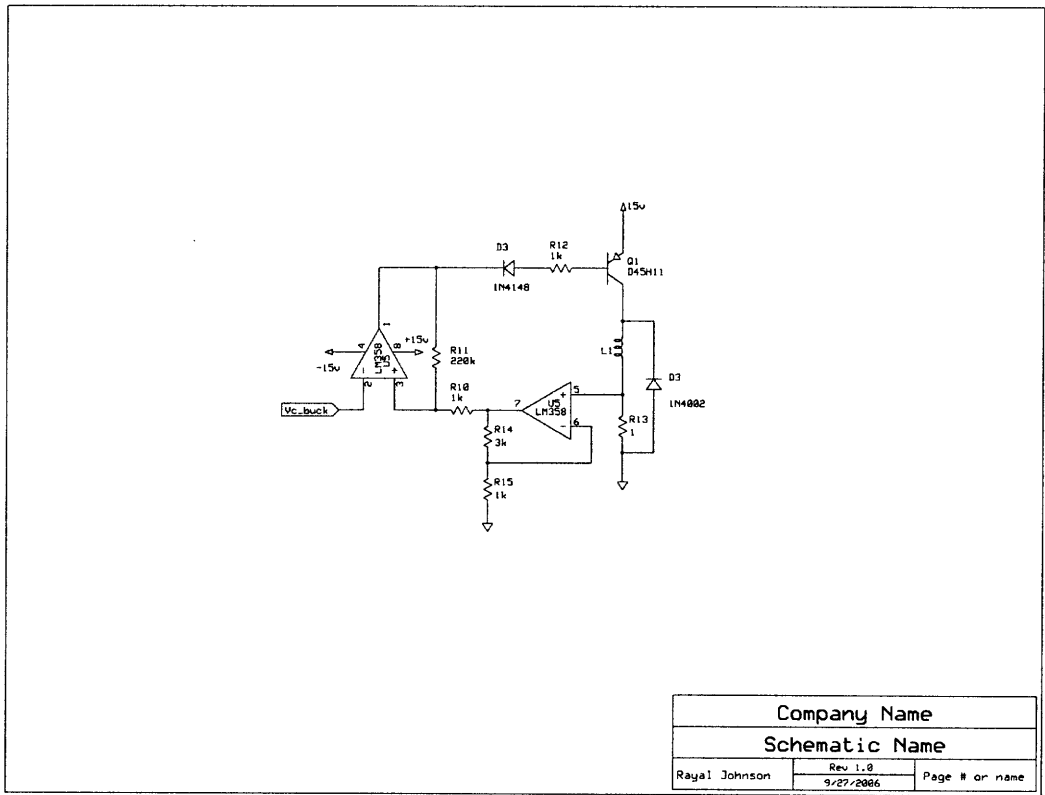 15v
D3
R12
1k
Q1
D45H11
1N4148
1
+15v
4
LM358
U5
8
-15v
R11
220k
L1
-
+
2
3
R10
1k
D3
1N4002
Vc_buck
7
U5
LM358
+
5
-
6
R13
1
R14
3k
R15
1k
Company Name
Schematic Name
Rayal Johnson
Rev 1.0
9/27/2006
Page # or name